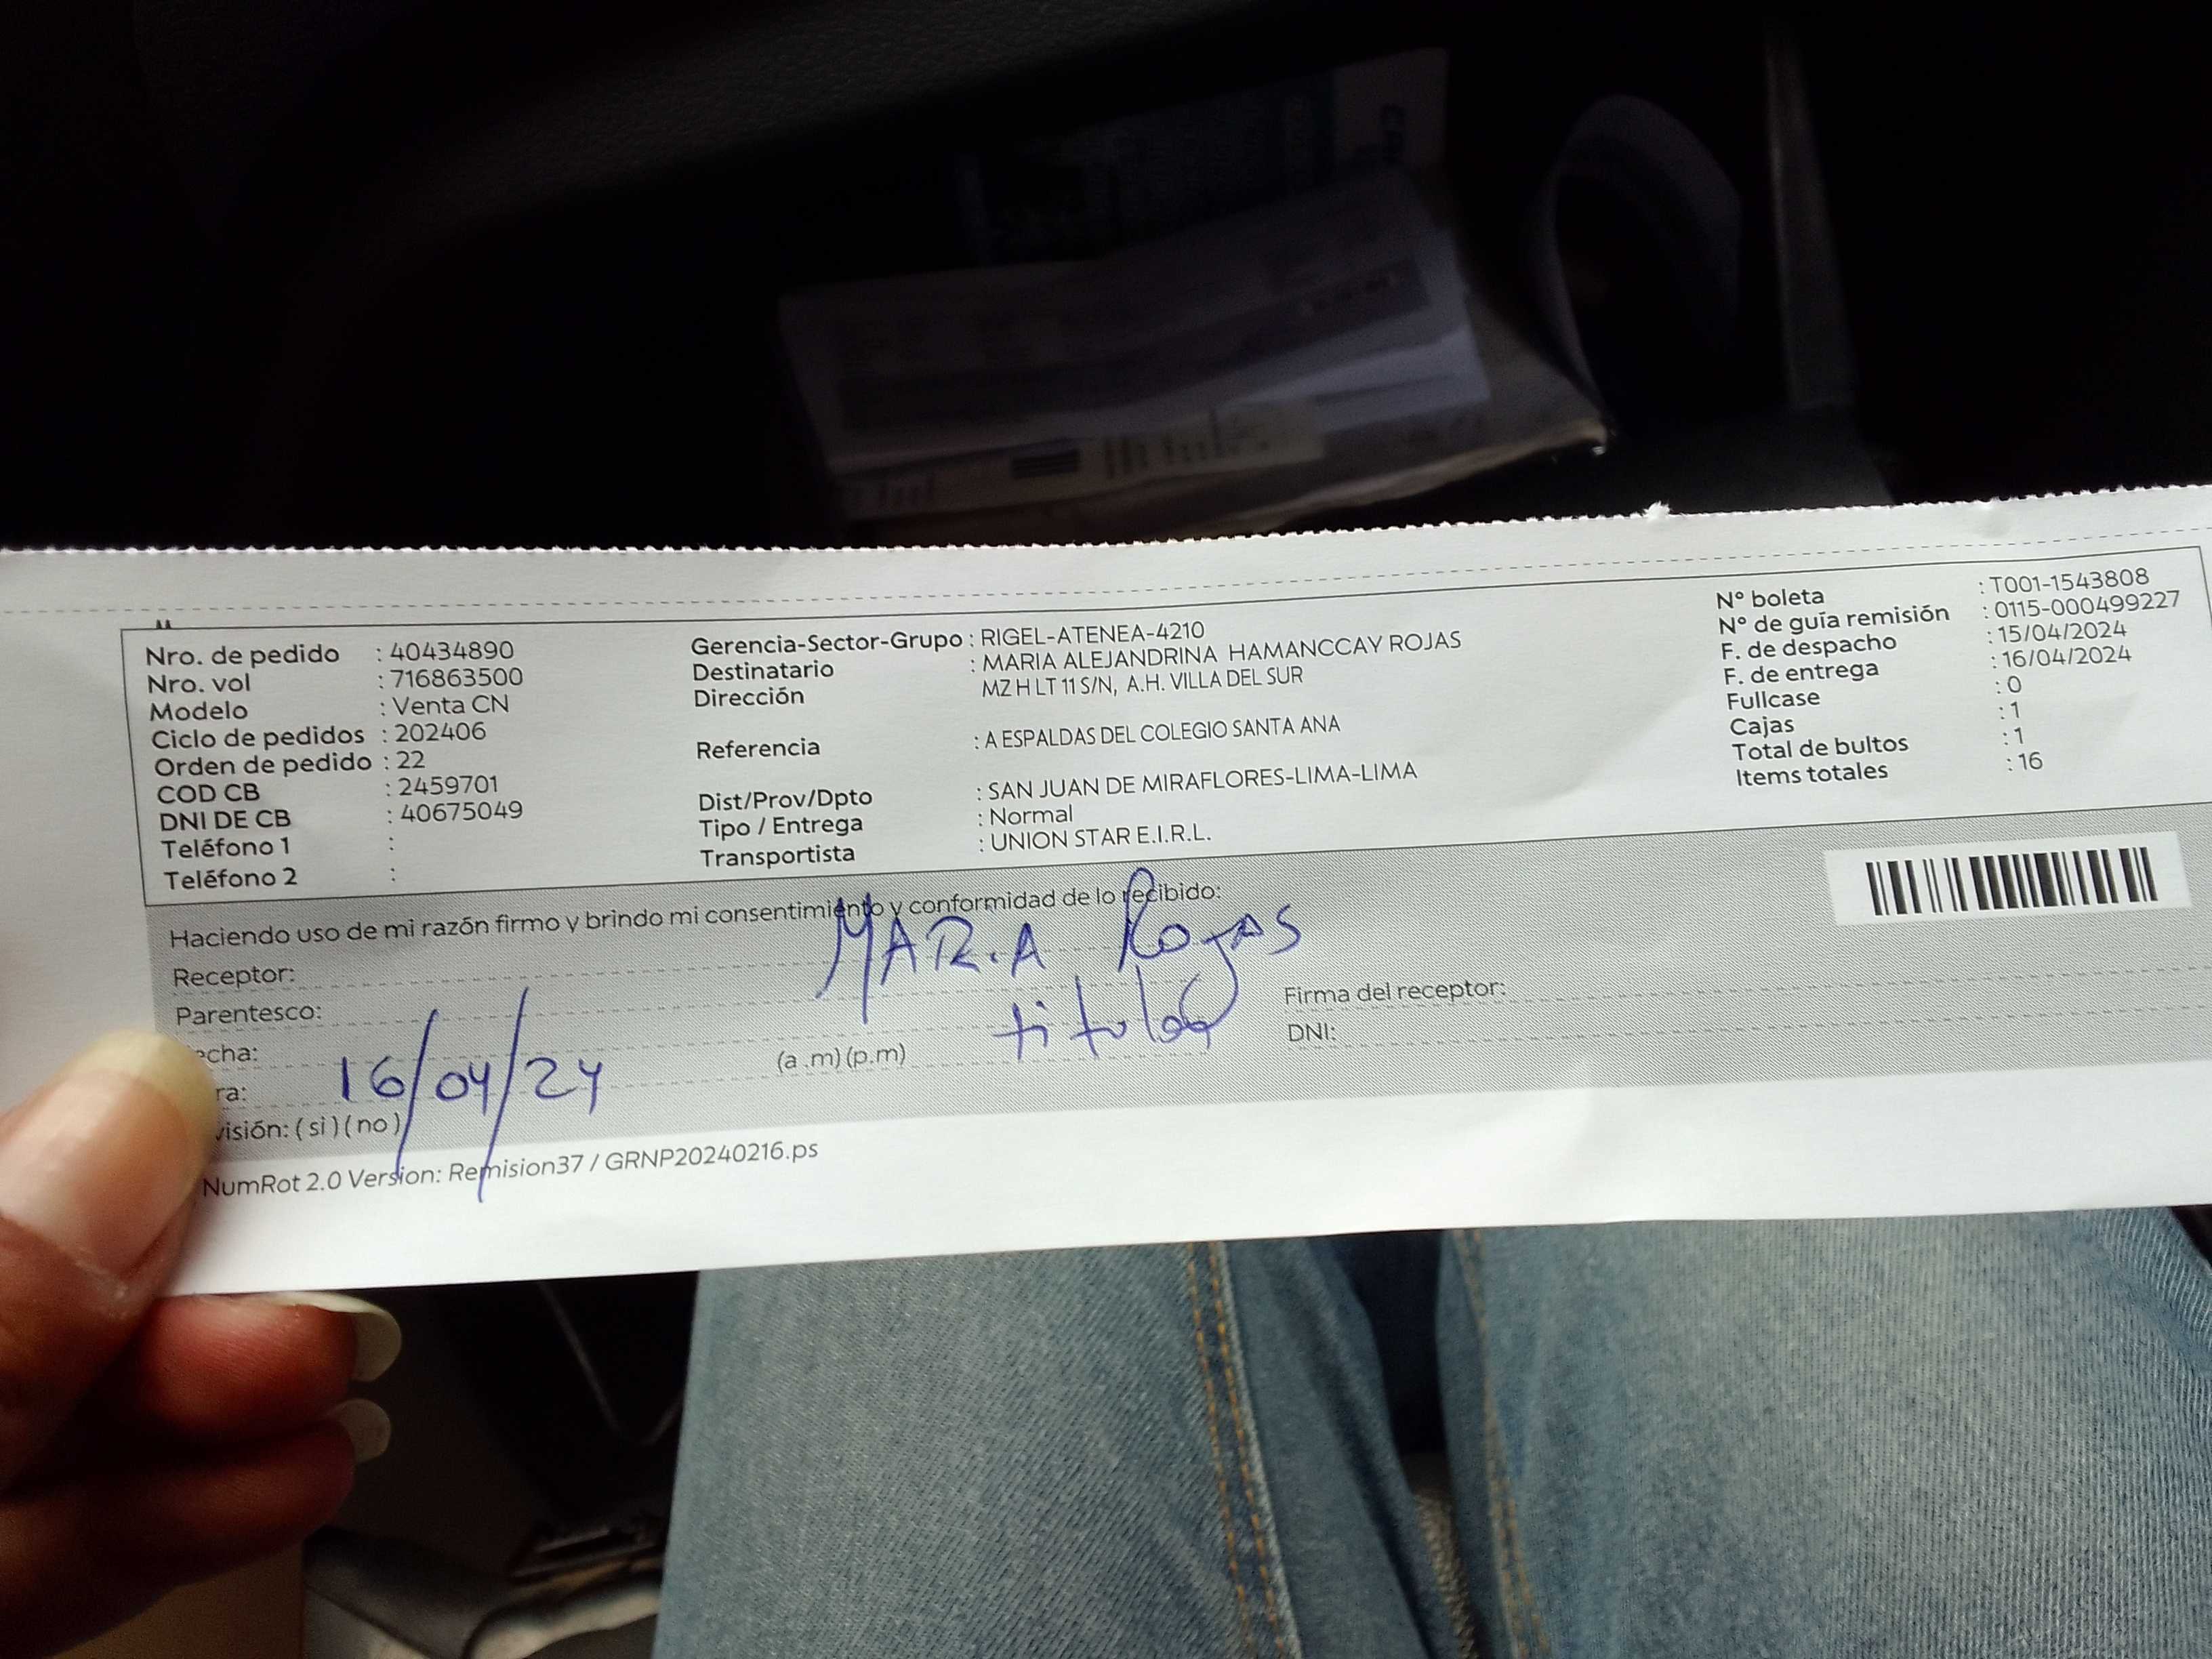 Nro. de pedido : 40434890
Nro. vol : 716863500
Modelo : Venta CN
Ciclo de pedidos : 202406
Orden de pedido : 22
COD CB : 2459701
DNI DE CB : 40675049
Teléfono 1 :
Teléfono 2 :
Gerencia-Sector-Grupo : RIGEL-ATENEA-4210
Destinatario : MARIA ALEJANDRINA HAMANCCAY ROJAS
Dirección MZ H LT 11 S/N, A.H. VILLA DEL SUR
Referencia : A ESPALDAS DEL COLEGIO SANTA ANA
Dist/Prov/Dpto : SAN JUAN DE MIRAFLORES-LIMA-LIMA
Tipo / Entrega : Normal
Transportista : UNION STAR E.I.R.L.
N° boleta : T001-1543808
N° de guía remisión : 0115-000499227
F. de despacho : 15/04/2024
F. de entrega : 16/04/2024
Fullcase : 0
Cajas : 1
Total de bultos : 1
Items totales : 16
Haciendo uso de mi razón firmo y brindo mi consentimiento y conformidad de lo recibido:
Receptor: MARIA Rojas
Parentesco: titular
Firma del receptor:
echa: 16/04/24
(a .m) (p.m)
DNI:
ra:
visión: ( si ) ( no )
NumRot 2.0 Version: Remision37 / GRNP20240216.ps